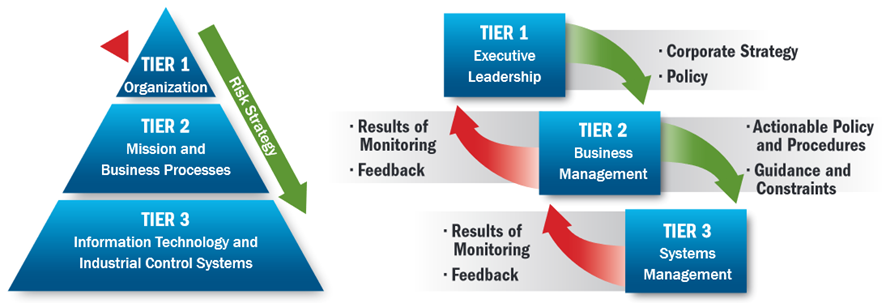 TIER 1
Organization
TIER 2
Mission and
Business Processes
TIER 3
Information Technology and
Industrial Control Systems
Risk Strategy
TIER 1
Executive
Leadership
· Corporate Strategy
· Policy
· Results of
Monitoring
· Feedback
TIER 2
Business
Management
· Actionable Policy
and Procedures
· Guidance and
Constraints
· Results of
Monitoring
· Feedback
TIER 3
Systems
Management